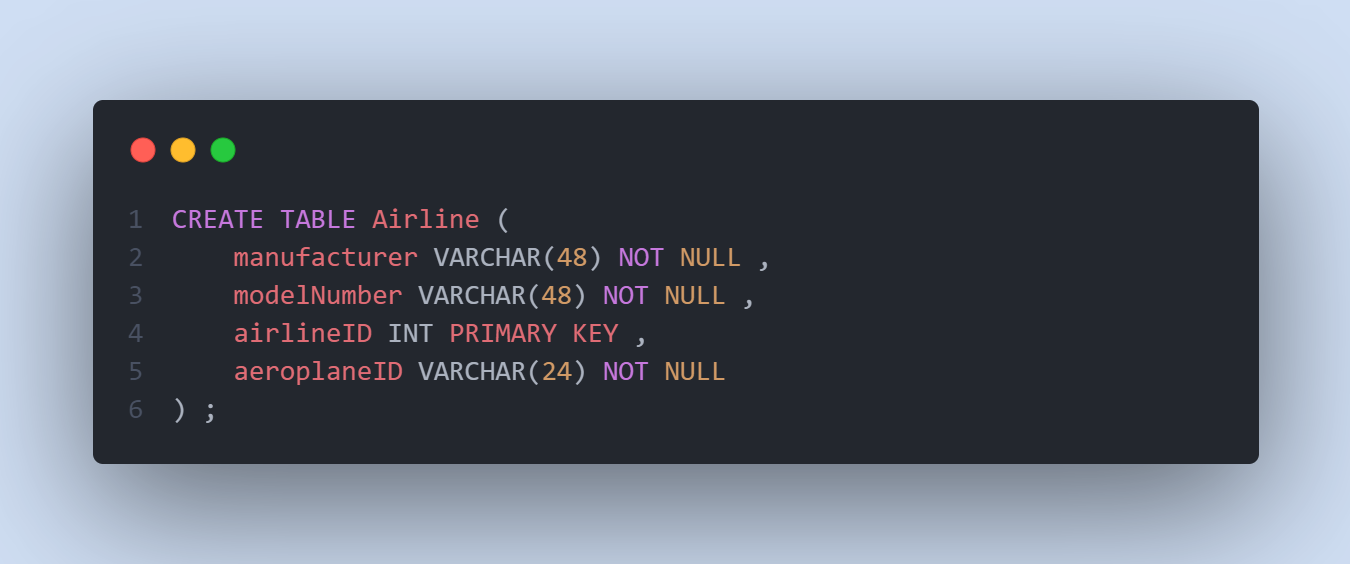 1 CREATE TABLE Airline (
2 manufacturer VARCHAR(48) NOT NULL ,
3 modelNumber VARCHAR(48) NOT NULL ,
4 airlineID INT PRIMARY KEY ,
5 aeroplaneID VARCHAR(24) NOT NULL
6 ) ;